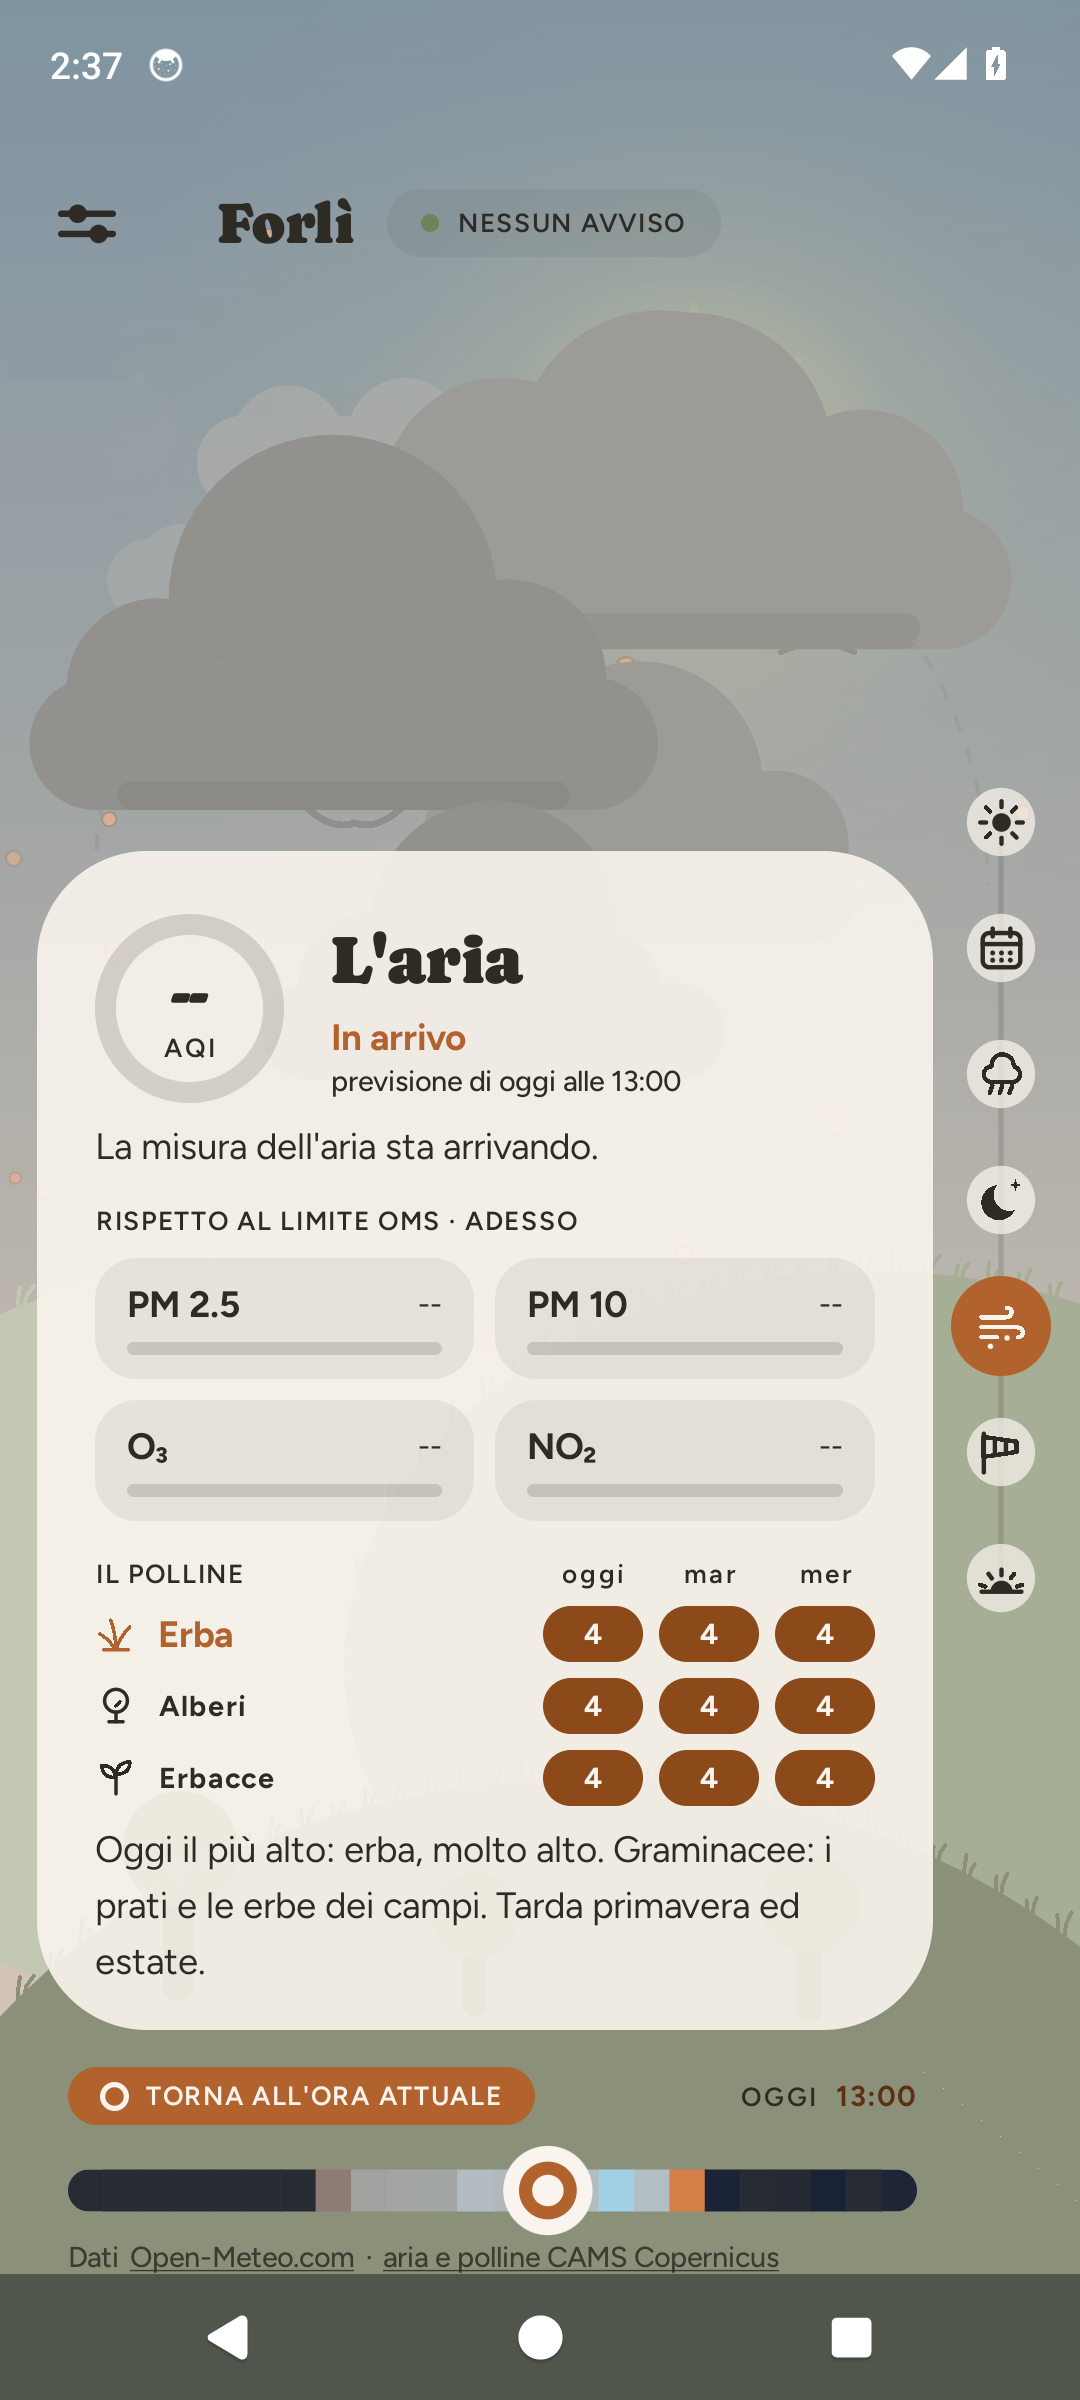 2:37
Forlì
NESSUN AVVISO
L'aria
--
AQI
In arrivo
previsione di oggi alle 13:00
La misura dell'aria sta arrivando.
RISPETTO AL LIMITE OMS · ADESSO
PM 2.5 --
PM 10 --
O₃ --
NO₂ --
IL POLLINE oggi mar mer
Erba 4 4 4
Alberi 4 4 4
Erbacce 4 4 4
Oggi il più alto: erba, molto alto. Graminacee: i
prati e le erbe dei campi. Tarda primavera ed
estate.
TORNA ALL'ORA ATTUALE
OGGI 13:00
Dati Open-Meteo.com · aria e polline CAMS Copernicus